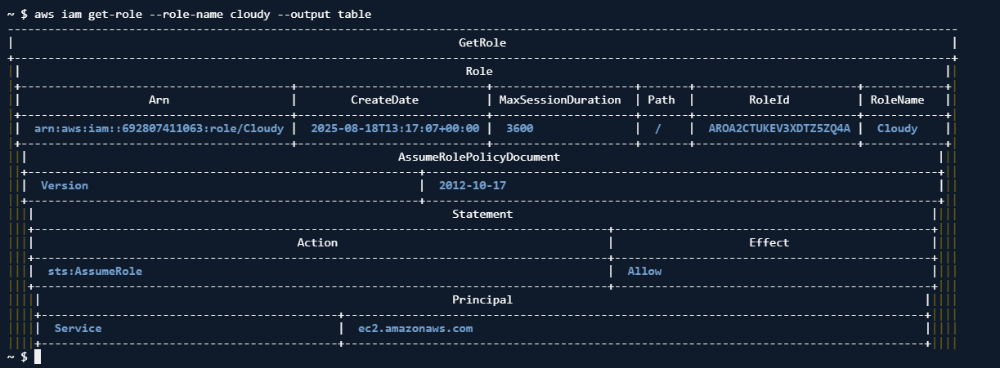 ~ $ aws iam get-role --role-name cloudy --output table
GetRole
Role
Arn | CreateDate | MaxSessionDuration | Path | RoleId | RoleName
arn:aws:iam::692807411063:role/Cloudy | 2025-08-18T13:17:07+00:00 | 3600 | / | AROA2CTUKEV3XDTZ5ZQ4A | Cloudy
AssumeRolePolicyDocument
Version | 2012-10-17
Statement
Action | Effect
sts:AssumeRole | Allow
Principal
Service | ec2.amazonaws.com
~ $